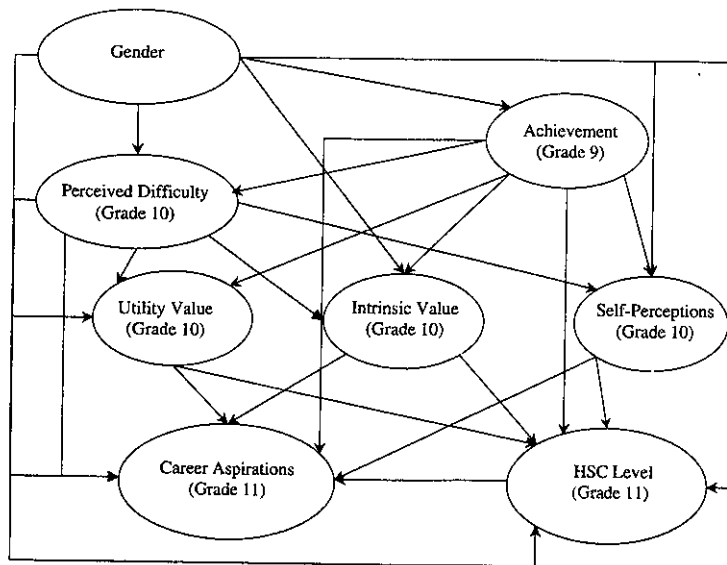 Gender
Achievement
(Grade 9)
Perceived Difficulty
(Grade 10)
Utility Value
(Grade 10)
Intrinsic Value
(Grade 10)
Self-Perceptions
(Grade 10)
Career Aspirations
(Grade 11)
HSC Level
(Grade 11)